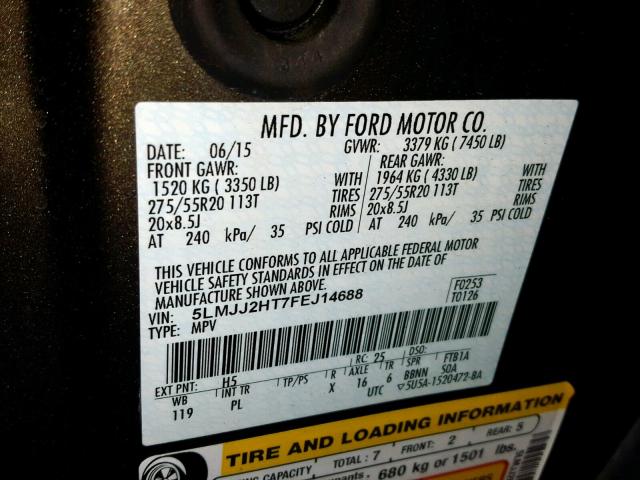 MFD. BY FORD MOTOR CO.
DATE: 06/15 GVWR: 3379 KG (7450 LB)
FRONT GAWR: REAR GAWR:
1520 KG (3350 LB) WITH 1964 KG (4330 LB) WITH
275/55R20 113T TIRES 275/55R20 113T TIRES
20x8.5J RIMS 20x8.5J RIMS
AT 240 kPa/ 35 PSI COLD AT 240 kPa/ 35 PSI COLD
THIS VEHICLE CONFORMS TO ALL APPLICABLE FEDERAL MOTOR
VEHICLE SAFETY STANDARDS IN EFFECT ON THE DATE OF
MANUFACTURE SHOWN ABOVE.
VIN: 5LMJJ2HT7FEJ14688 F0253
TYPE: MPV T0126
EXT PNT: H5 RC: 25 DSO:
WB INT TR TP/PS R AXLE TR SPR FTB1A
119 PL X 16 6 BBNN 50A
UTC ▽5U5A-1520472-BA
TIRE AND LOADING INFORMATION
SEATING CAPACITY TOTAL: 7 FRONT: 2 REAR: 5
680 kg or 1501 lbs.